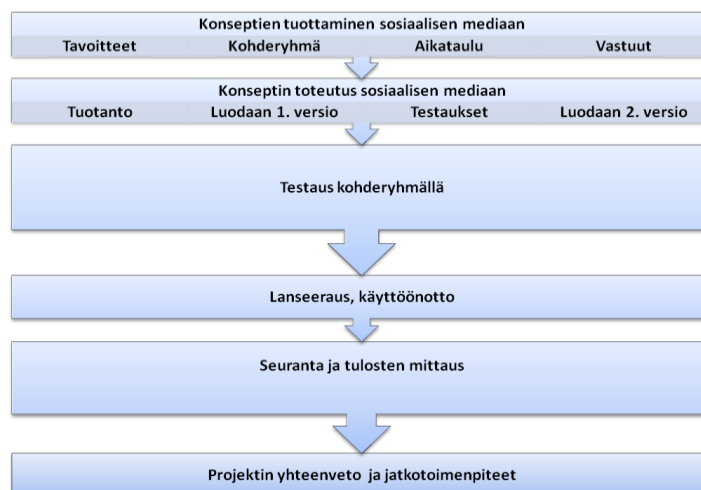 Konseptien tuottaminen sosiaalisen mediaan
Tavoitteet Kohderyhmä Aikataulu Vastuut
Konseptin toteutus sosiaalisen mediaan
Tuotanto Luodaan 1. versio Testaukset Luodaan 2. versio
Testaus kohderyhmällä
Lanseeraus, käyttöönotto
Seuranta ja tulosten mittaus
Projektin yhteenveto ja jatkotoimenpiteet